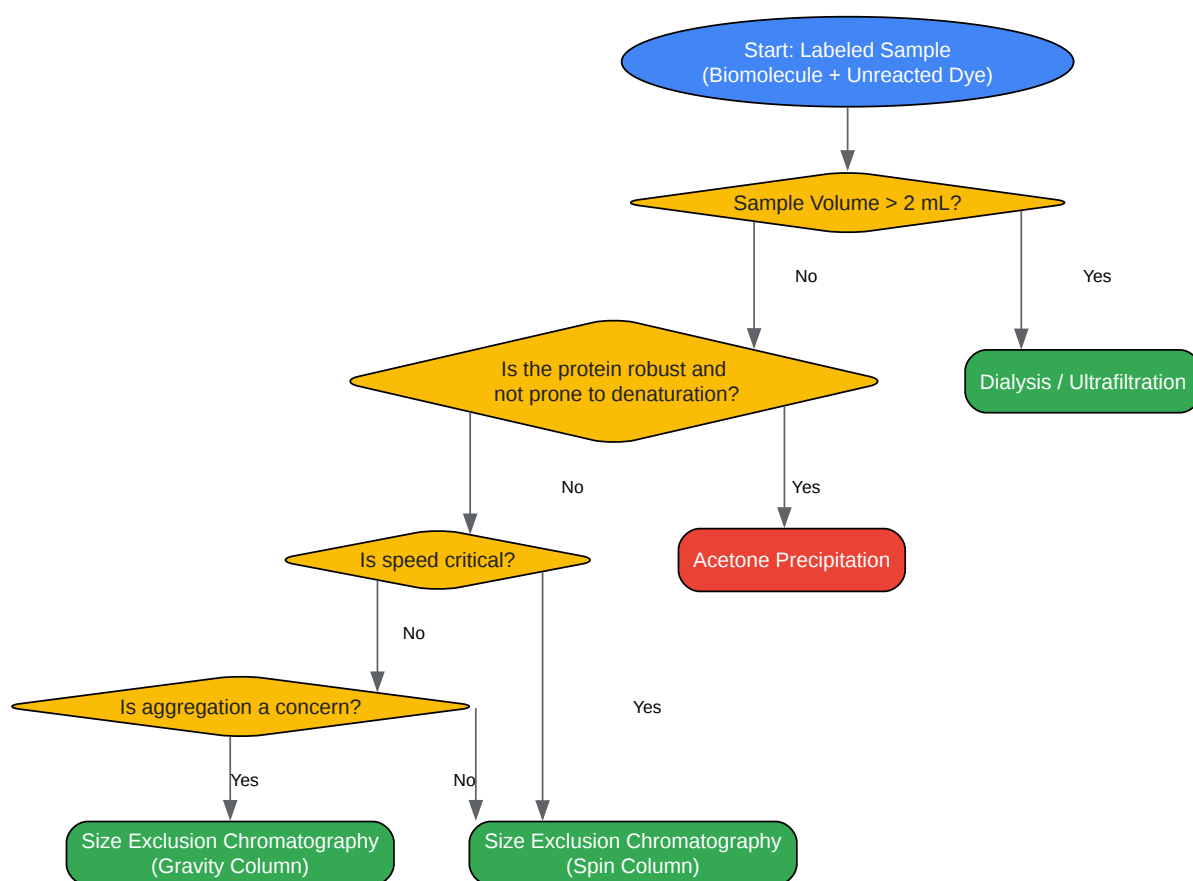 Start: Labeled Sample
(Biomolecule + Unreacted Dye)
Sample Volume > 2 mL?
No
Yes
Is the protein robust and
not prone to denaturation?
Dialysis / Ultrafiltration
No
Yes
Is speed critical?
Acetone Precipitation
No
Is aggregation a concern?
Yes
Yes
No
Size Exclusion Chromatography
(Gravity Column)
Size Exclusion Chromatography
(Spin Column)